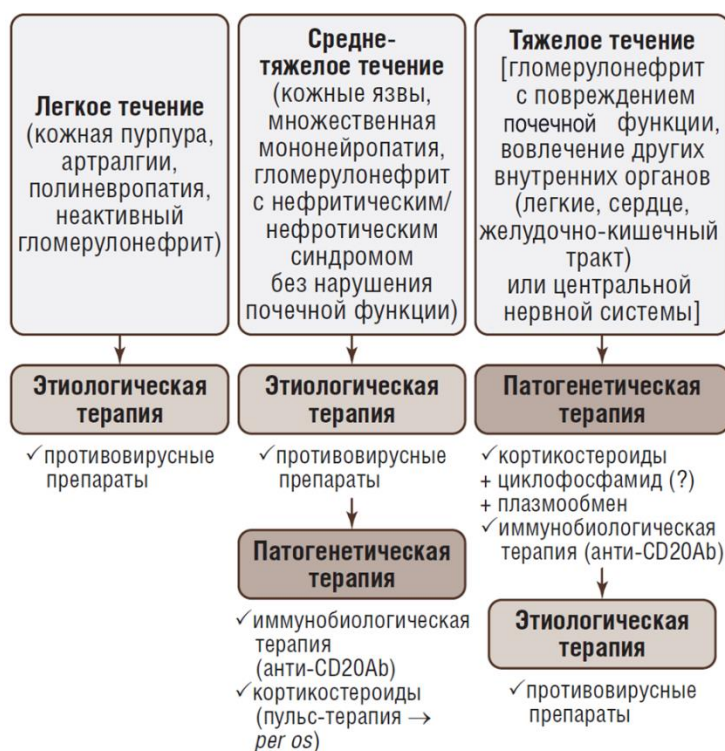 Легкое течение
(кожная пурпура,
артралгии,
полиневропатия,
неактивный
гломерулонефрит)
Этиологическая
терапия
✓противовирусные
препараты
Средне-
тяжелое течение
(кожные язвы,
множественная
мононейропатия,
гломерулонефрит
с нефритическим/
нефротическим
синдромом
без нарушения
почечной функции)
Этиологическая
терапия
✓противовирусные
препараты
Патогенетическая
терапия
✓иммунобиологическая
терапия
(анти-CD20Ab)
✓кортикостероиды
(пульс-терапия →
per os)
Тяжелое течение
[гломерулонефрит
с повреждением
почечной функции,
вовлечение других
внутренних органов
(легкие, сердце,
желудочно-кишечный
тракт)
или центральной
нервной системы]
Патогенетическая
терапия
✓кортикостероиды
+ циклофосфамид (?)
+ плазмообмен
✓иммунобиологическая
терапия (анти-CD20Ab)
Этиологическая
терапия
✓противовирусные
препараты